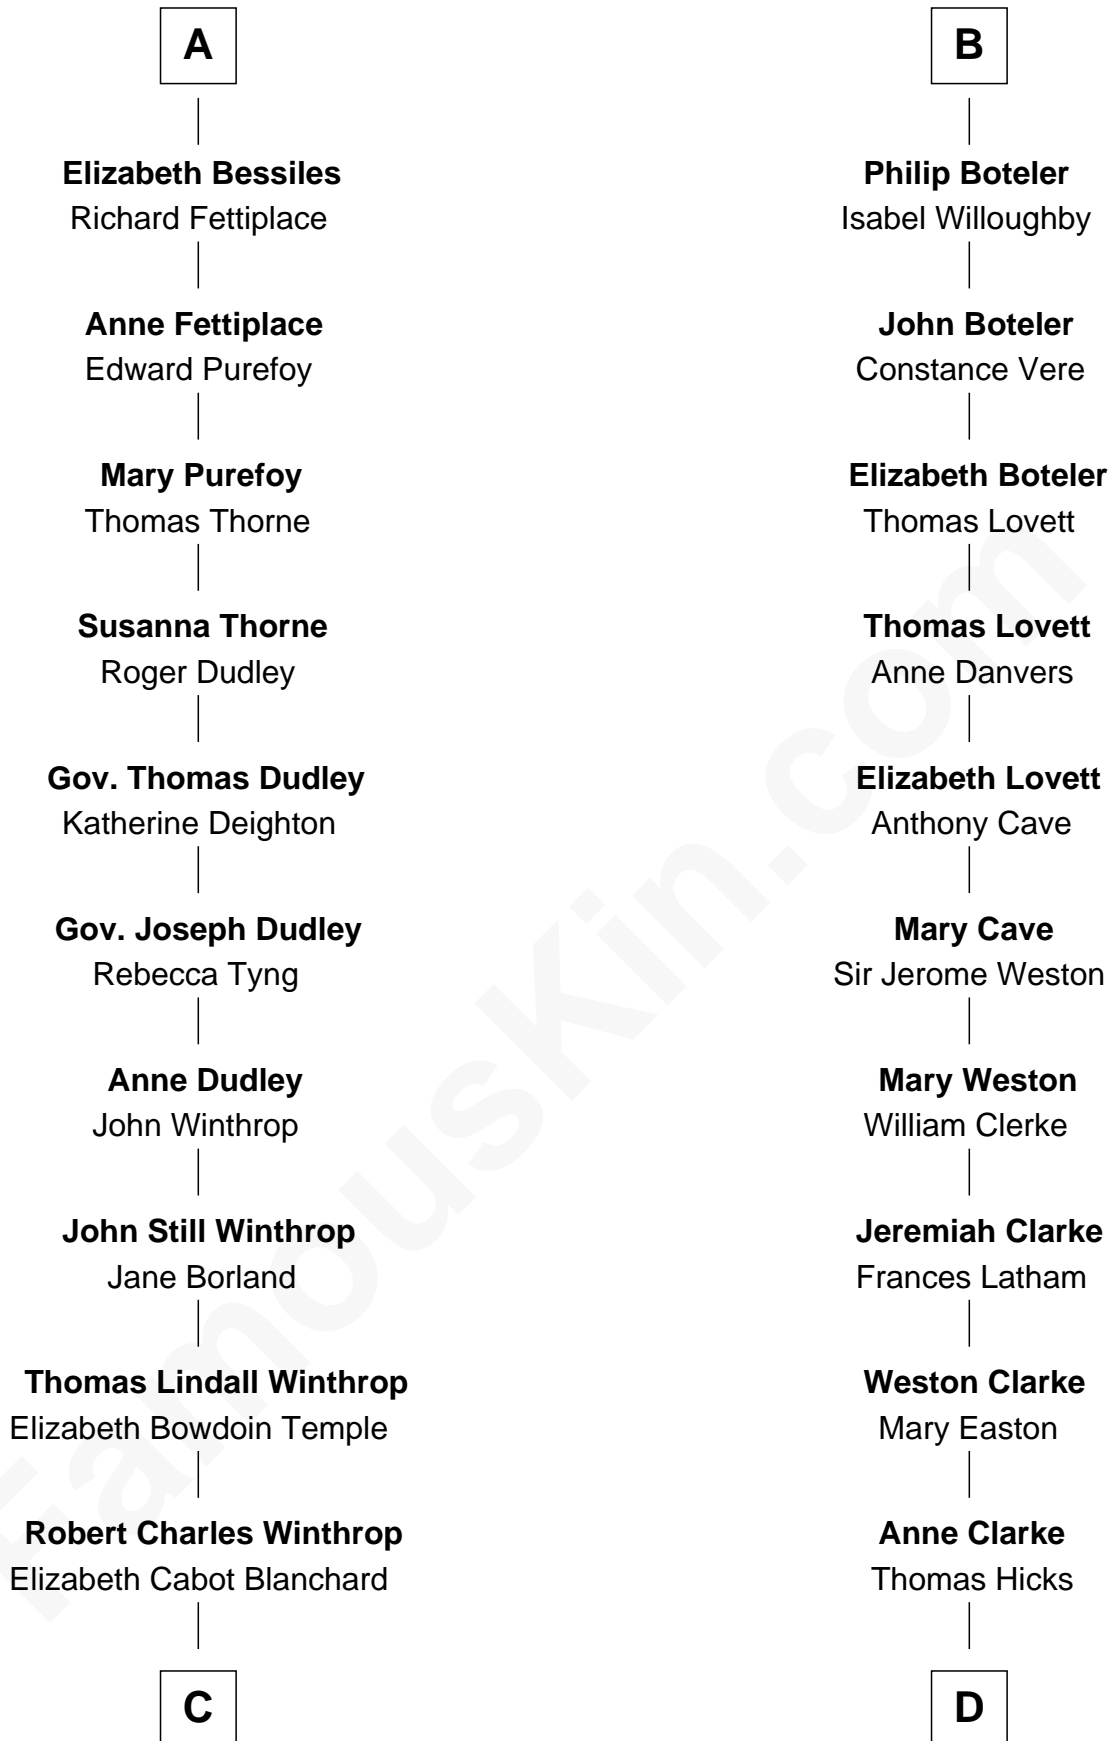 A
Elizabeth Bessiles
Richard Fettiplace
Anne Fettiplace
Edward Purefoy
Mary Purefoy
Thomas Thorne
Susanna Thorne
Roger Dudley
Gov. Thomas Dudley
Katherine Deighton
Gov. Joseph Dudley
Rebecca Tyng
Anne Dudley
John Winthrop
John Still Winthrop
Jane Borland
Thomas Lindall Winthrop
Elizabeth Bowdoin Temple
Robert Charles Winthrop
Elizabeth Cabot Blanchard
C
B
Philip Boteler
Isabel Willoughby
John Boteler
Constance Vere
Elizabeth Boteler
Thomas Lovett
Thomas Lovett
Anne Danvers
Elizabeth Lovett
Anthony Cave
Mary Cave
Sir Jerome Weston
Mary Weston
William Clerke
Jeremiah Clarke
Frances Latham
Weston Clarke
Mary Easton
Anne Clarke
Thomas Hicks
D
FamousKin.com